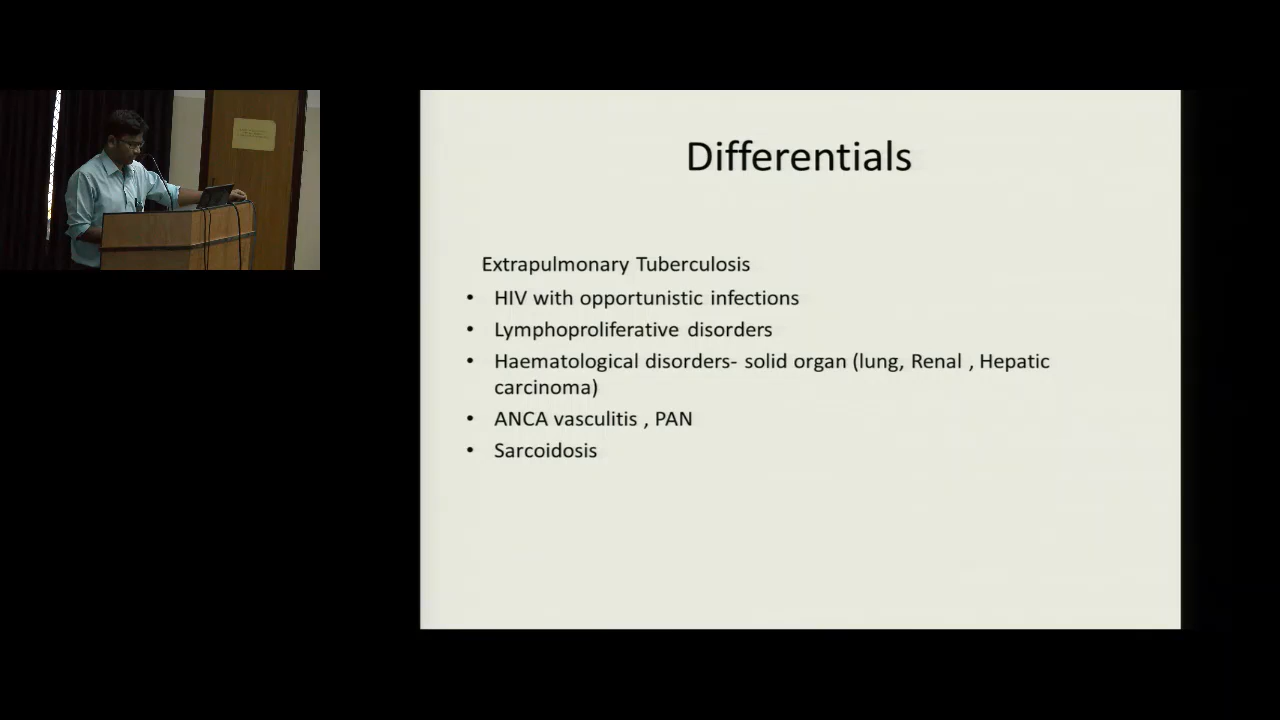 Differentials
Extrapulmonary Tuberculosis
• HIV with opportunistic infections
• Lymphoproliferative disorders
• Haematological disorders- solid organ (lung, Renal , Hepatic
carcinoma)
• ANCA vasculitis , PAN
• Sarcoidosis